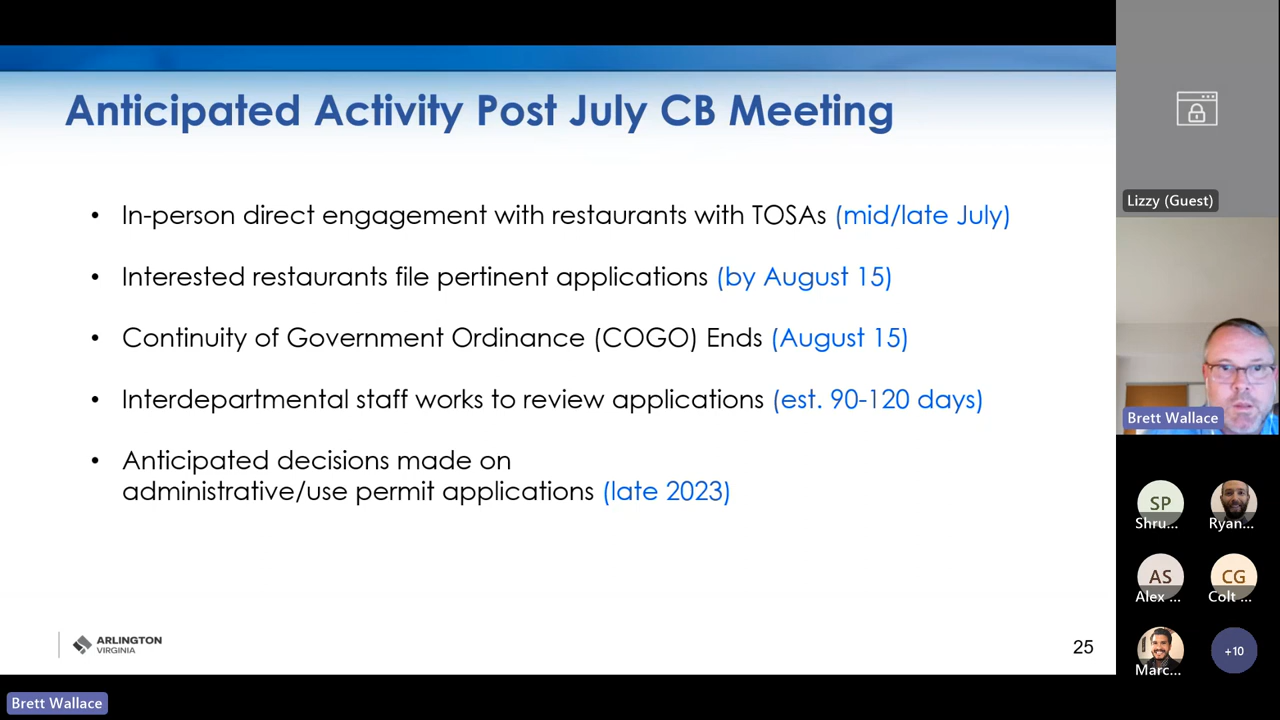 Anticipated Activity Post July CB Meeting
• In-person direct engagement with restaurants with TOSAs (mid/late July)
• Interested restaurants file pertinent applications (by August 15)
• Continuity of Government Ordinance (COGO) Ends (August 15)
• Interdepartmental staff works to review applications (est. 90-120 days)
• Anticipated decisions made on
administrative/use permit applications (late 2023)
ARLINGTON
VIRGINIA
25
Brett Wallace
Lizzy (Guest)
Brett Wallace
SP
Shru...
Ryan...
AS
Alex ...
CG
Colt ...
Marc...
+10